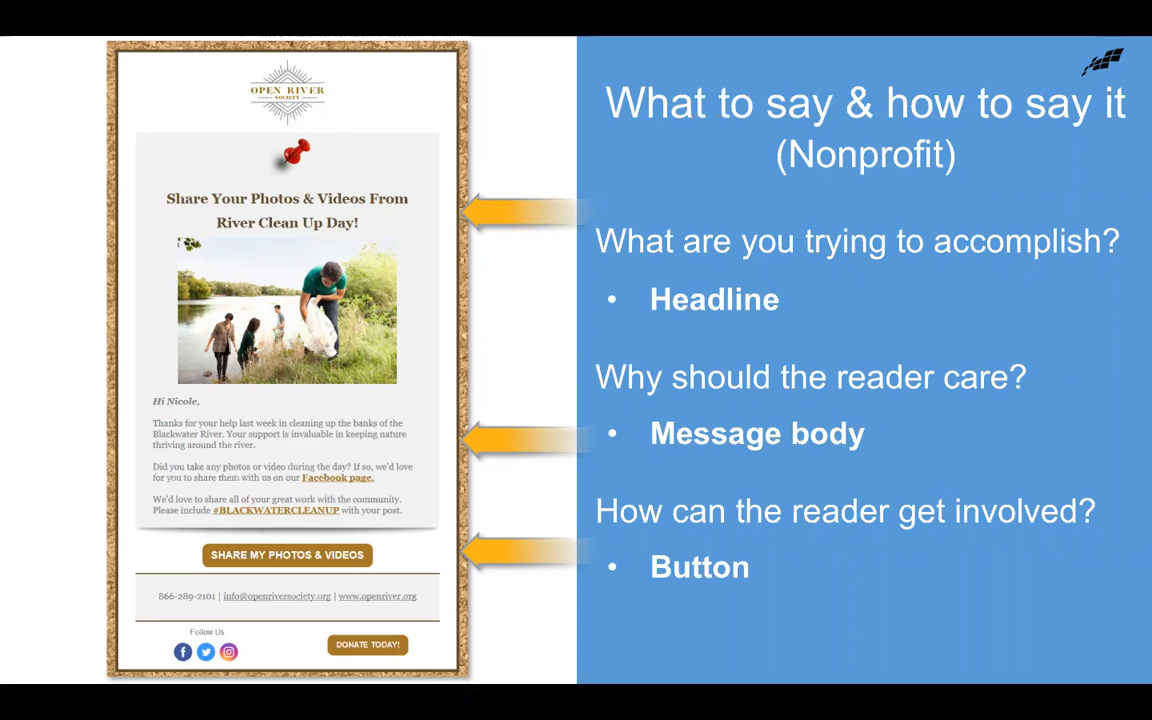 OPEN RIVER
SOCIETY
Share Your Photos & Videos From
River Clean Up Day!
Hi Nicole,
Thanks for your help last week in cleaning up the banks of the
Blackwater River. Your support is invaluable in keeping nature
thriving around the river.
Did you take any photos or video during the day? If so, we'd love
for you to share them with us on our Facebook page.
We'd love to share all of your great work with the community.
Please include #BLACKWATERCLEANUP with your post.
SHARE MY PHOTOS & VIDEOS
866-289-2101 | info@openriversociety.org | www.openriver.org
Follow Us
DONATE TODAY!
What to say & how to say it
(Nonprofit)
What are you trying to accomplish?
• Headline
Why should the reader care?
• Message body
How can the reader get involved?
• Button